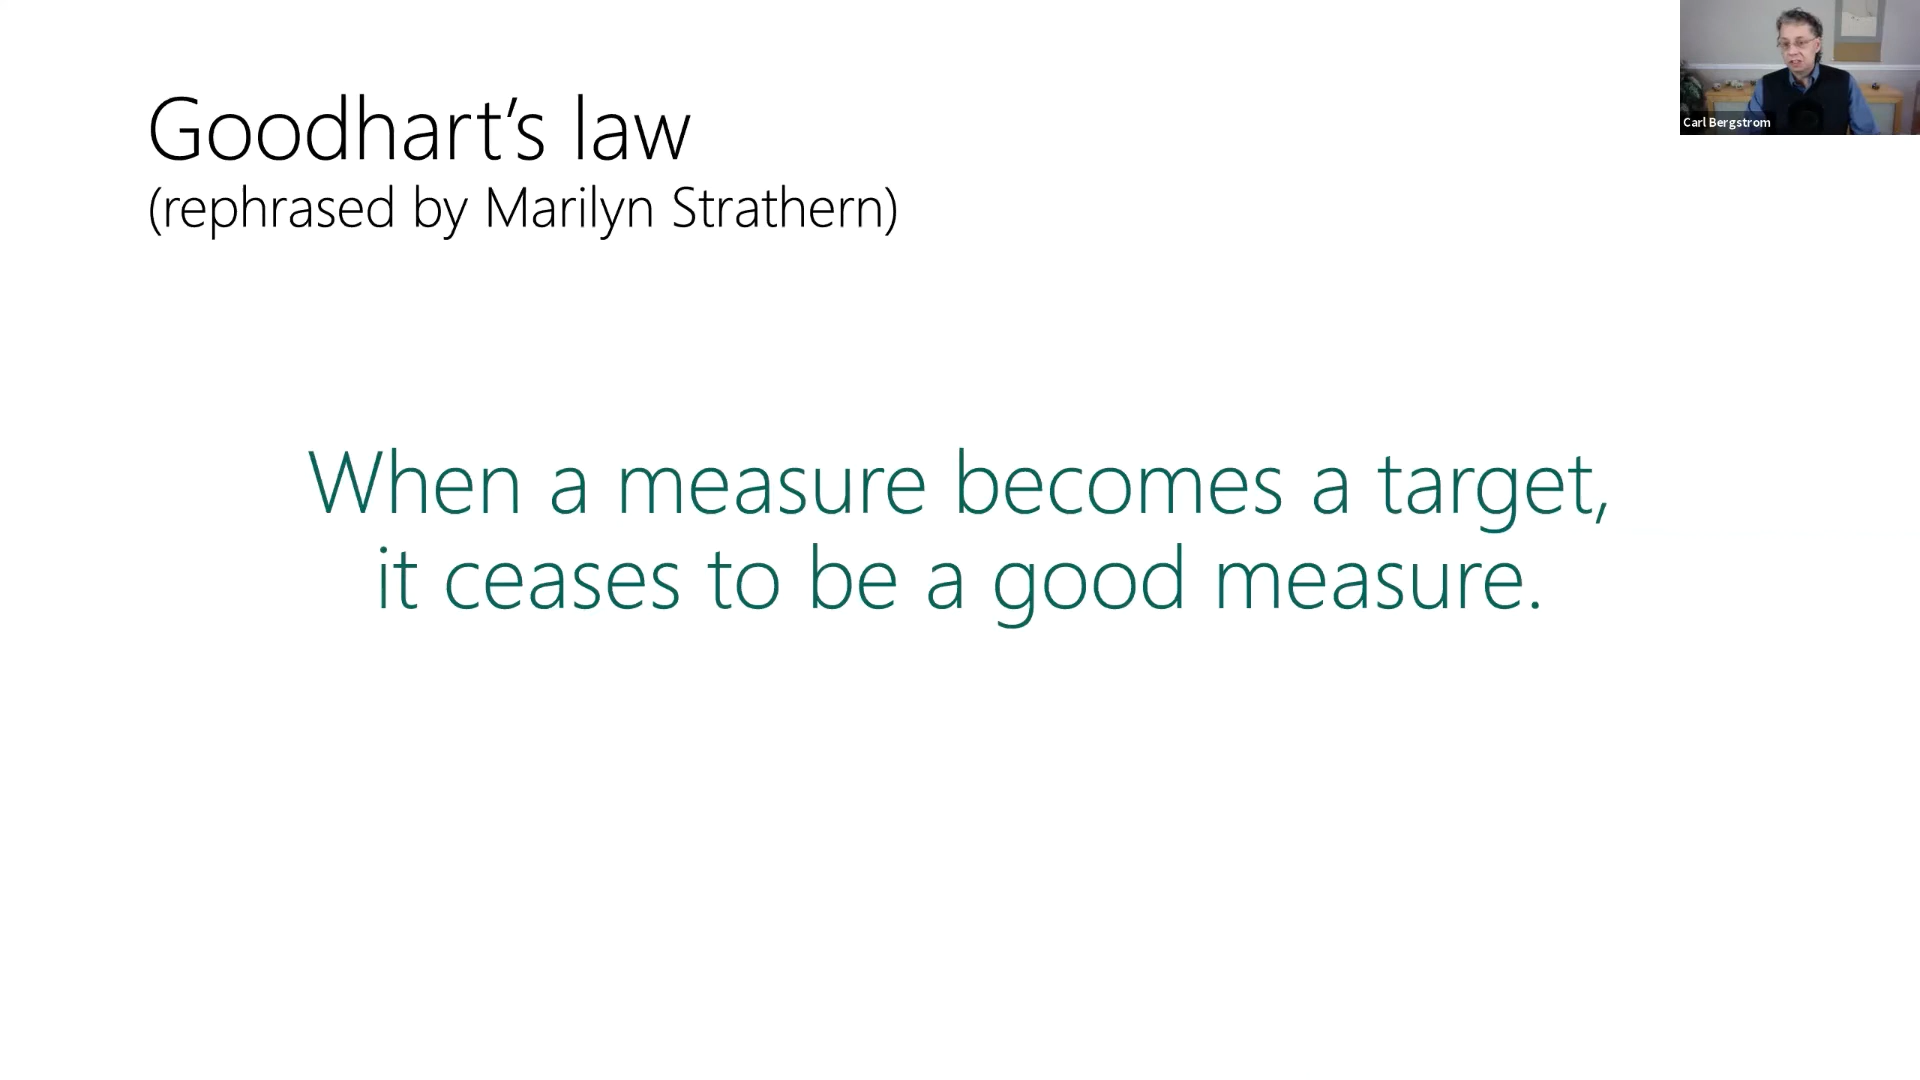 Goodhart’s law
(rephrased by Marilyn Strathern)
When a measure becomes a target,
it ceases to be a good measure.
Carl Bergstrom